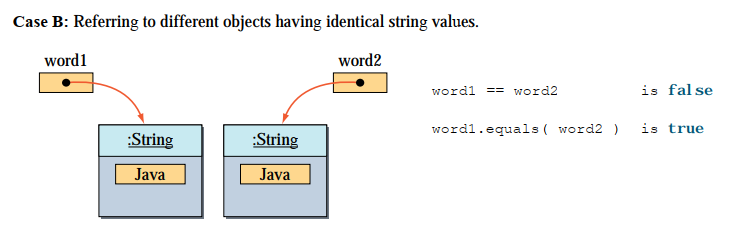 Case B: Referring to different objects having identical string values.
word1
word2
word1 == word2 is false
:String
:String
word1.equals( word2 ) is true
Java
Java